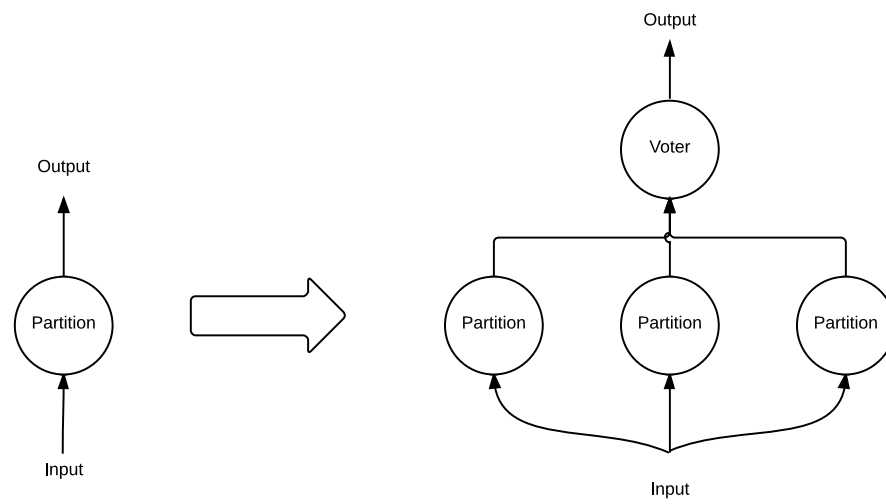 Output
Partition
Input
Output
Voter
Partition
Partition
Partition
Input